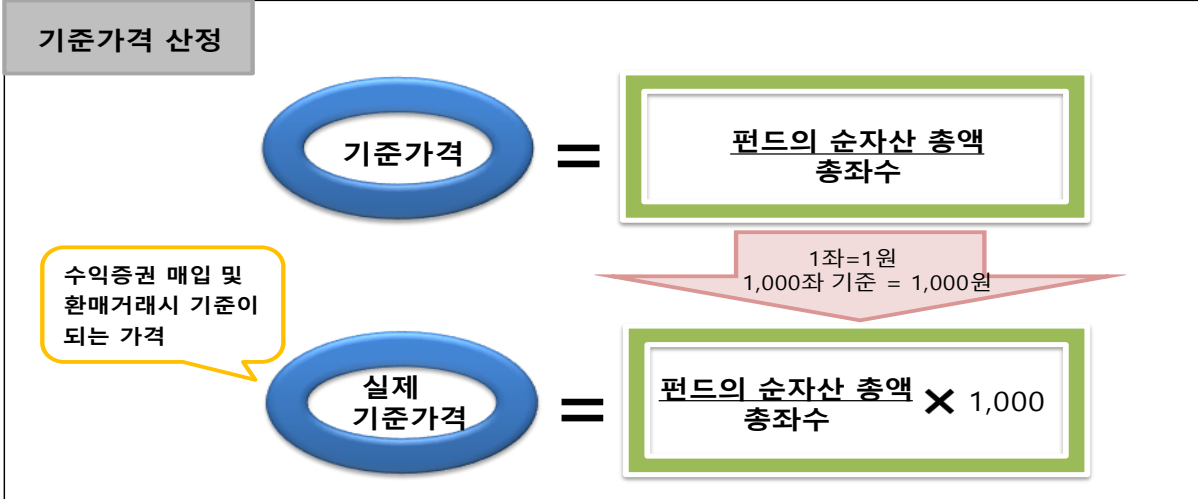 기준가격 산정
기준가격
=
펀드의 순자산 총액
총좌수
1좌=1원
1,000좌 기준 = 1,000원
수익증권 매입 및
환매거래시 기준이
되는 가격
실제
기준가격
=
펀드의 순자산 총액 × 1,000
총좌수